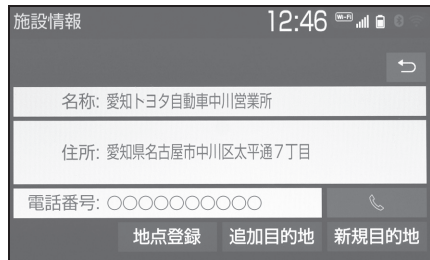 施設情報 12:46 Wi-Fi
名称: 愛知トヨタ自動車中川営業所
住所: 愛知県名古屋市中川区太平通7丁目
電話番号: ○○○○○○○○○○
地点登録 追加目的地 新規目的地